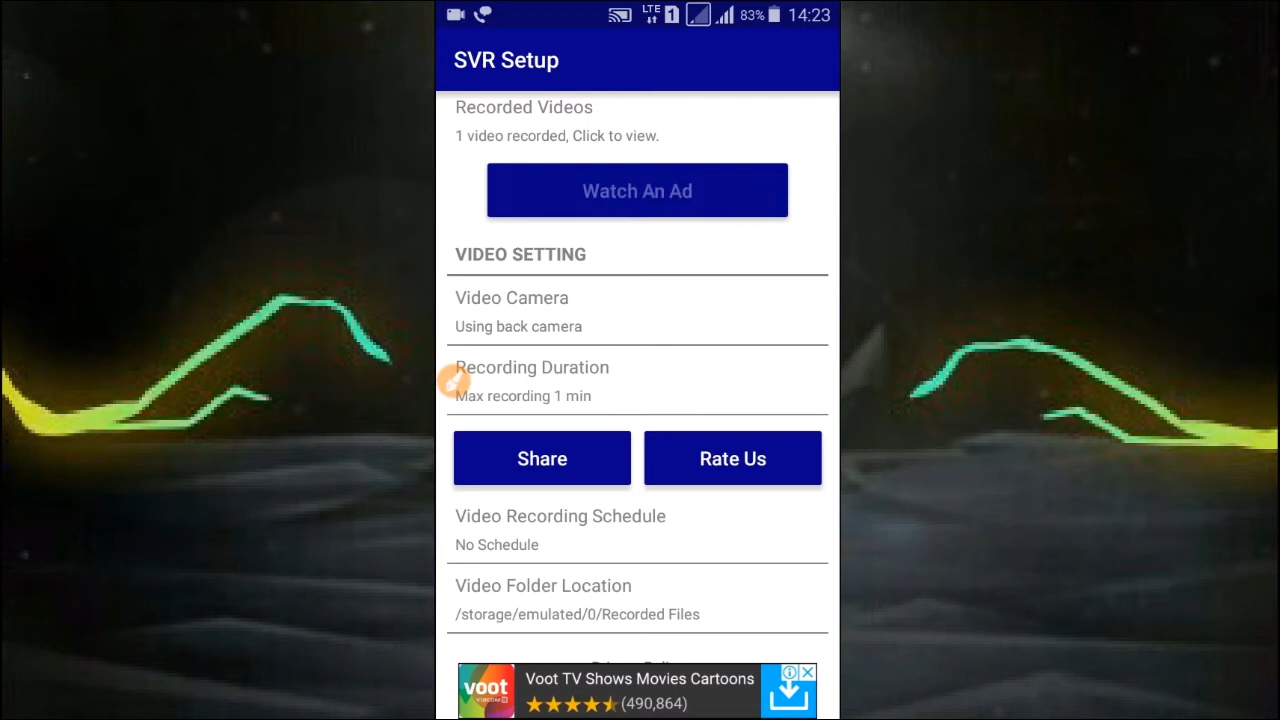 LTE 1 83% 14:23
SVR Setup
Recorded Videos
1 video recorded, Click to view.
Watch An Ad
VIDEO SETTING
Video Camera
Using back camera
Recording Duration
Max recording 1 min
Share Rate Us
Video Recording Schedule
No Schedule
Video Folder Location
/storage/emulated/0/Recorded Files
voot
VIACOM
Voot TV Shows Movies Cartoons
(490,864)